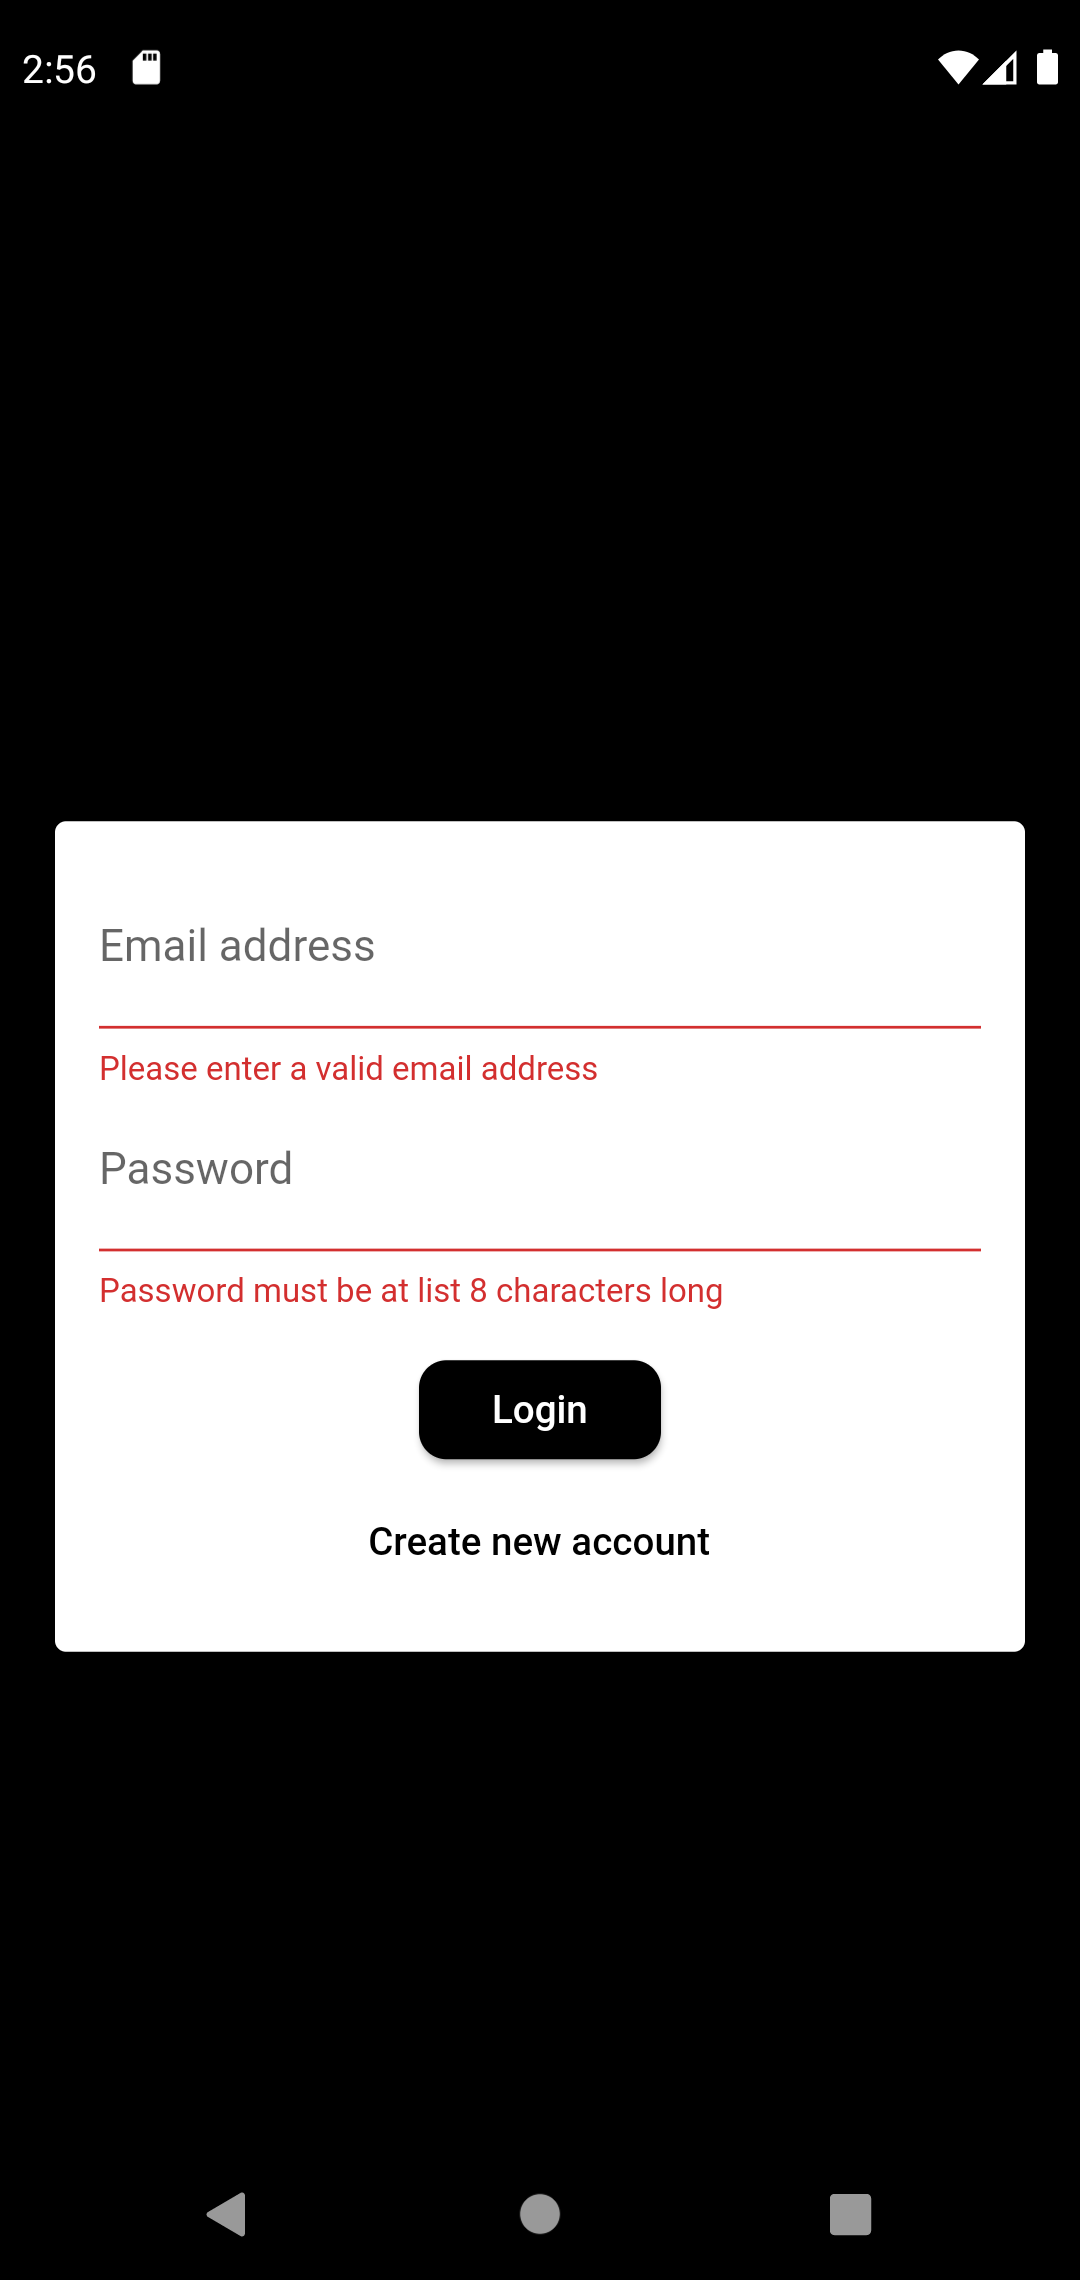 2:56
Email address
Please enter a valid email address
Password
Password must be at list 8 characters long
Login
Create new account